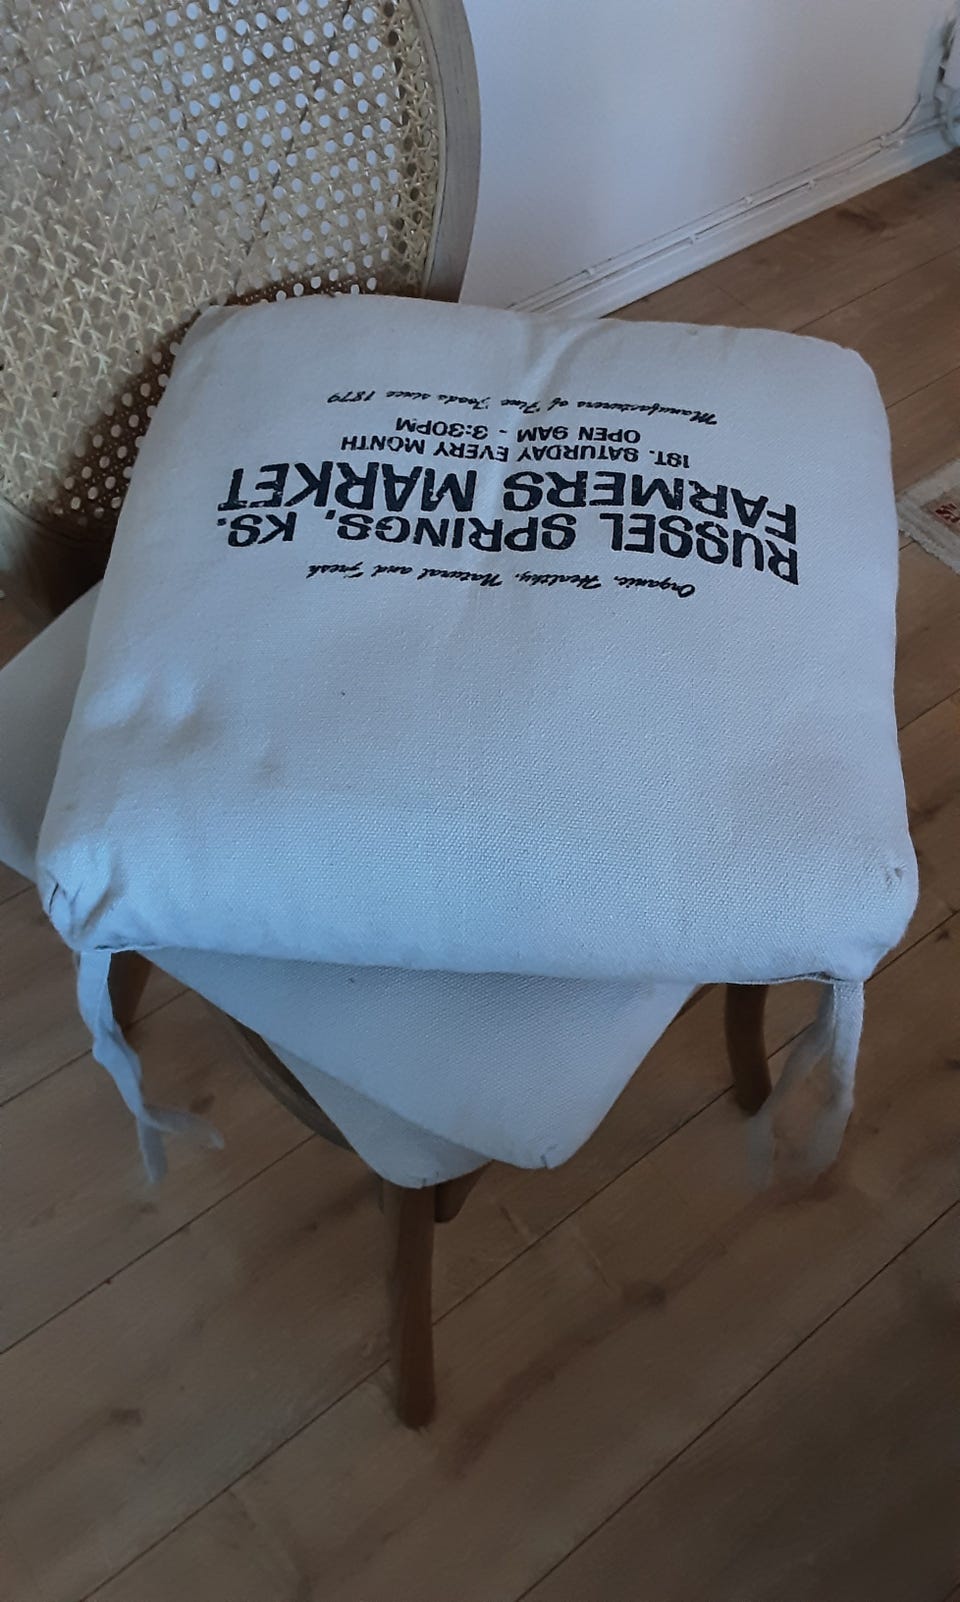 Organic, Healthy, Natural and Fresh
RUSSEL SPRINGS, KS.
FARMERS MARKET
1ST. SATURDAY EVERY MONTH
OPEN 9AM - 3:30PM
Manufacturers of Fine Foods since 1879